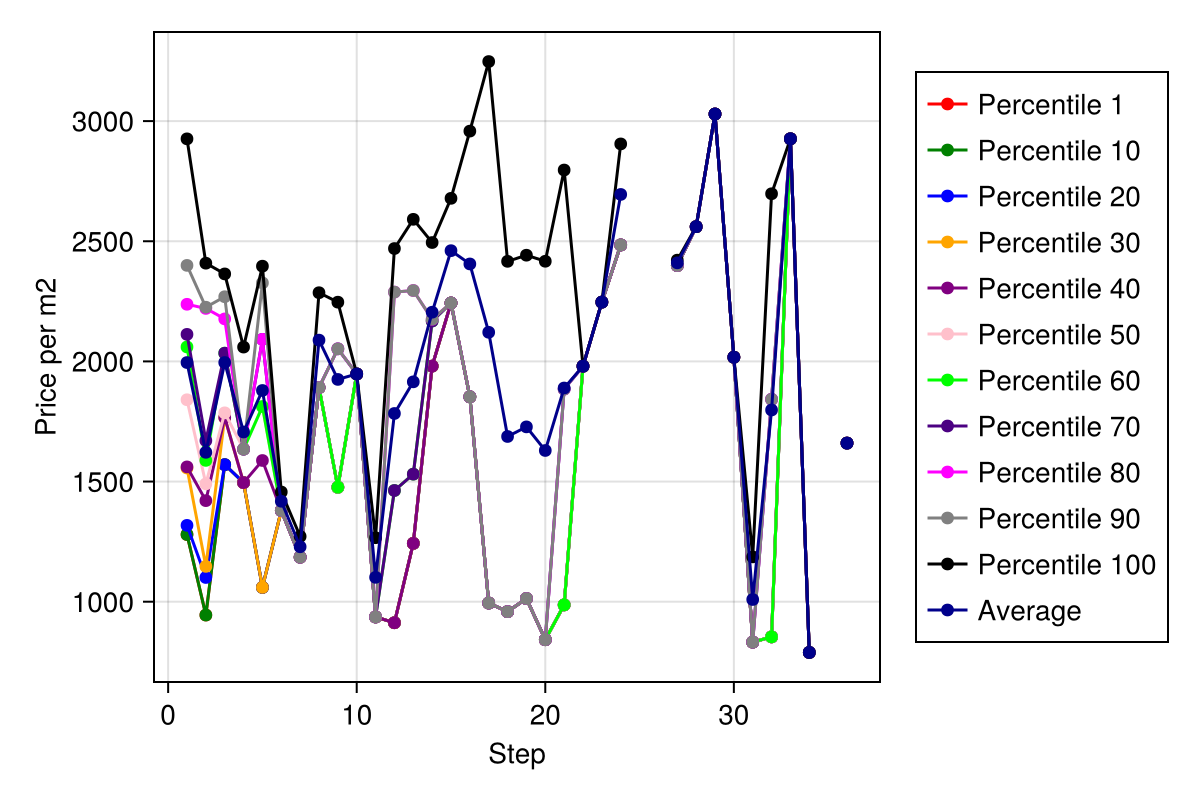 3000
2500
2000
1500
1000
Price per m2
0 10 20 30
Step
Percentile 1
Percentile 10
Percentile 20
Percentile 30
Percentile 40
Percentile 50
Percentile 60
Percentile 70
Percentile 80
Percentile 90
Percentile 100
Average